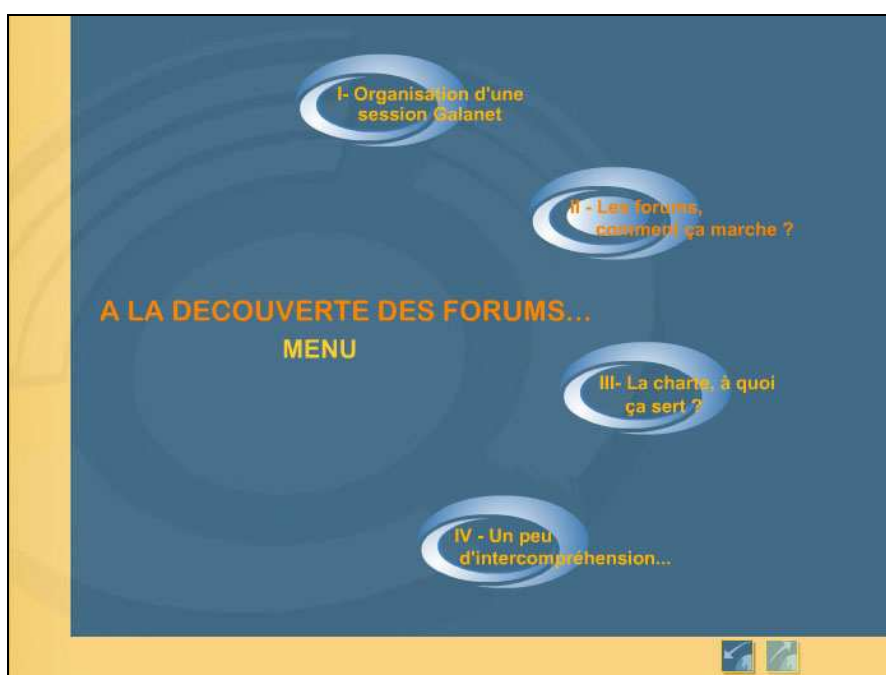 I- Organisation d'une
session Galanet
II - Les forums,
comment ça marche ?
A LA DECOUVERTE DES FORUMS...
MENU
III- La charte, à quoi
ça sert ?
IV - Un peu
d'intercompréhension...